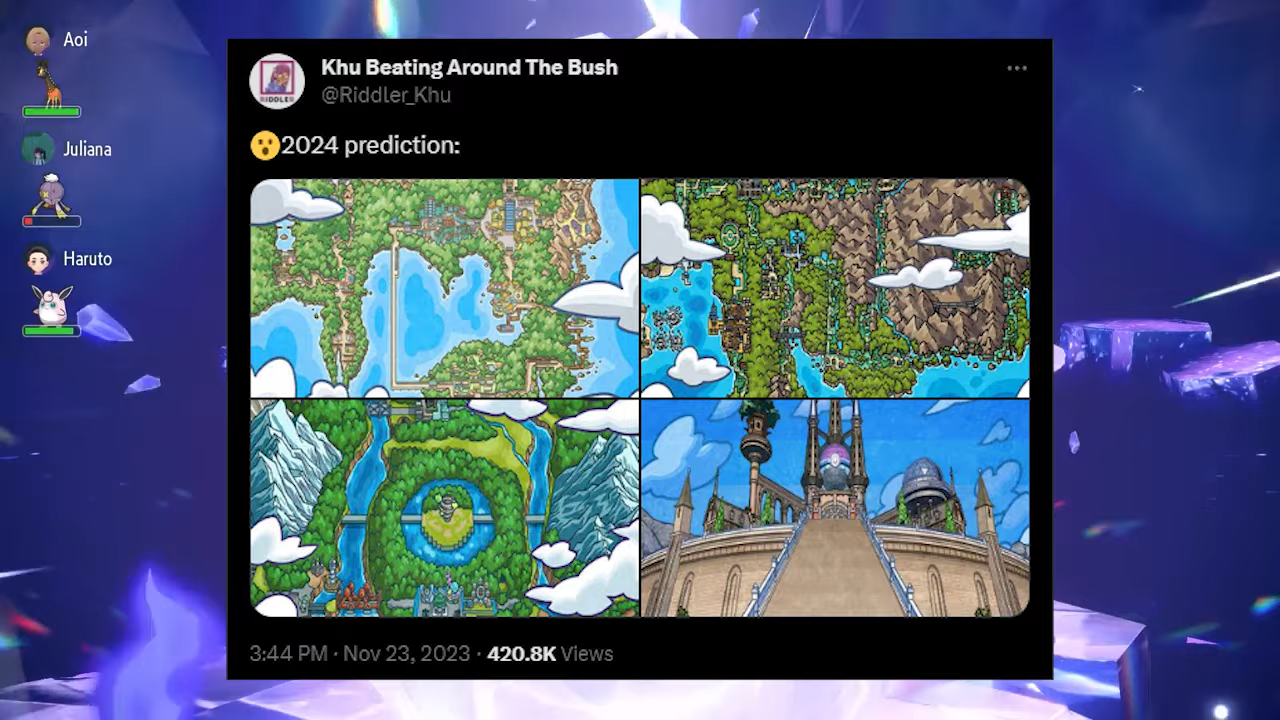 Aoi
Juliana
Haruto
RIDDLER
Khu Beating Around The Bush
@Riddler_Khu
😮2024 prediction:
3:44 PM · Nov 23, 2023 · 420.8K Views